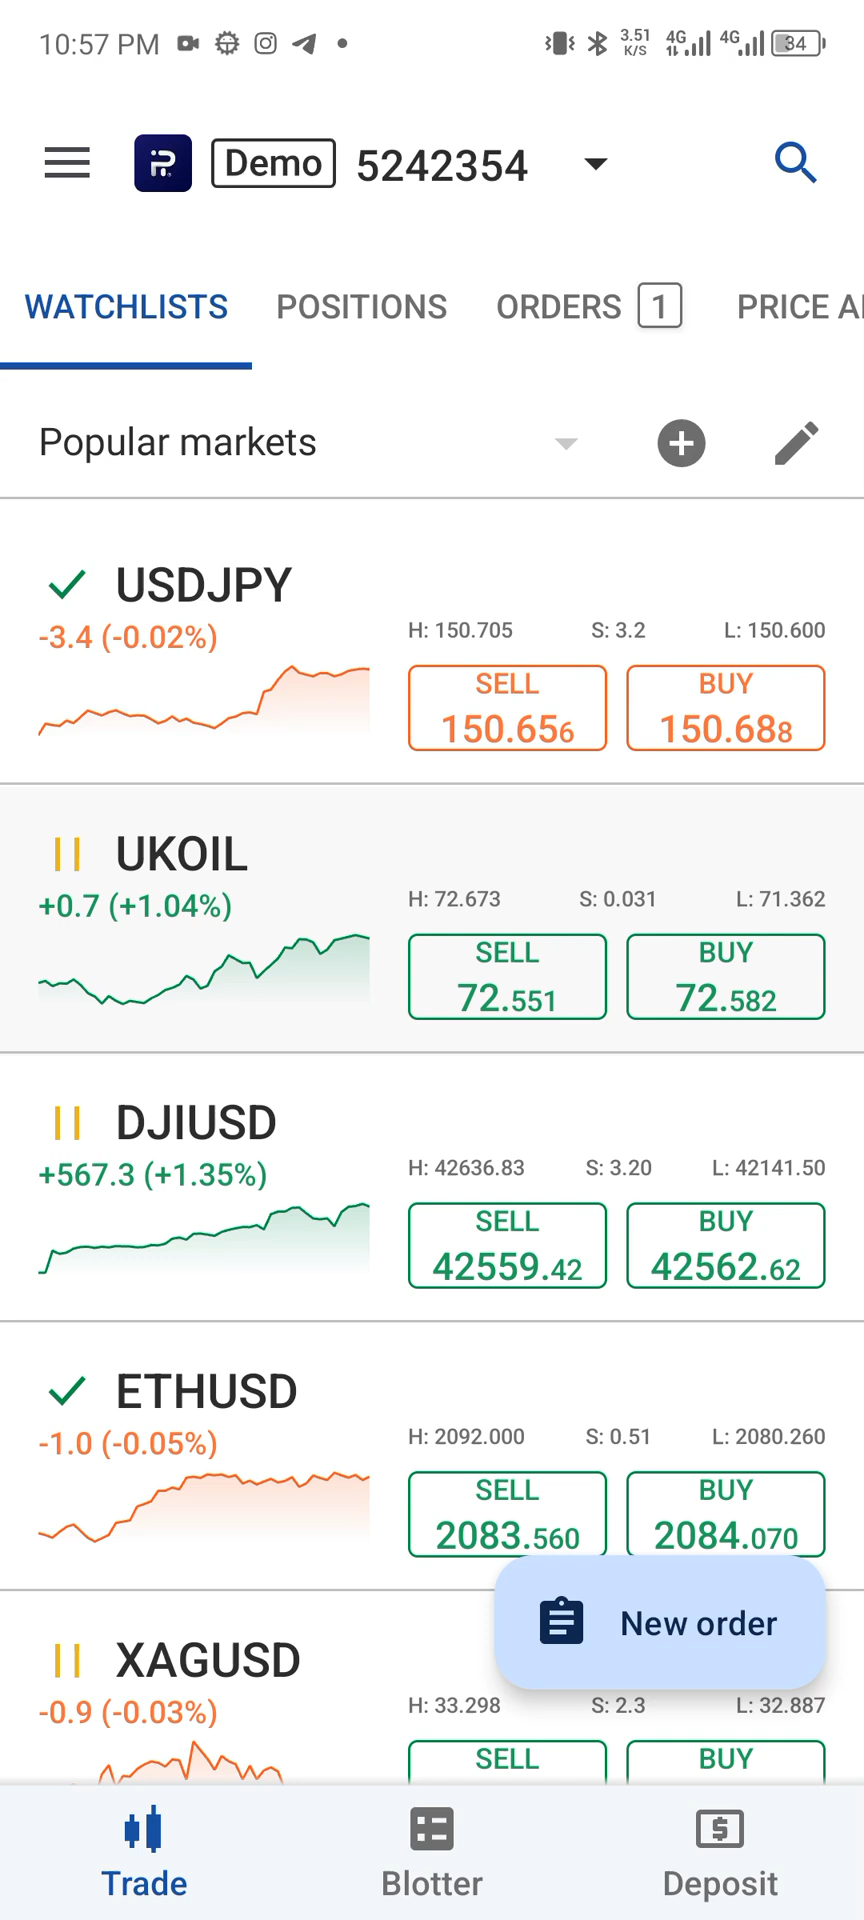 10:57 PM 3.51 K/S 4G 4G 34
Demo 5242354
WATCHLISTS POSITIONS ORDERS 1 PRICE A
Popular markets
USDJPY
-3.4 (-0.02%) H: 150.705 S: 3.2 L: 150.600
SELL BUY
150.656 150.688
UKOIL
+0.7 (+1.04%) H: 72.673 S: 0.031 L: 71.362
SELL BUY
72.551 72.582
DJIUSD
+567.3 (+1.35%) H: 42636.83 S: 3.20 L: 42141.50
SELL BUY
42559.42 42562.62
ETHUSD
-1.0 (-0.05%) H: 2092.000 S: 0.51 L: 2080.260
SELL BUY
2083.560 2084.070
New order
XAGUSD
-0.9 (-0.03%) H: 33.298 S: 2.3 L: 32.887
SELL BUY
Trade Blotter Deposit